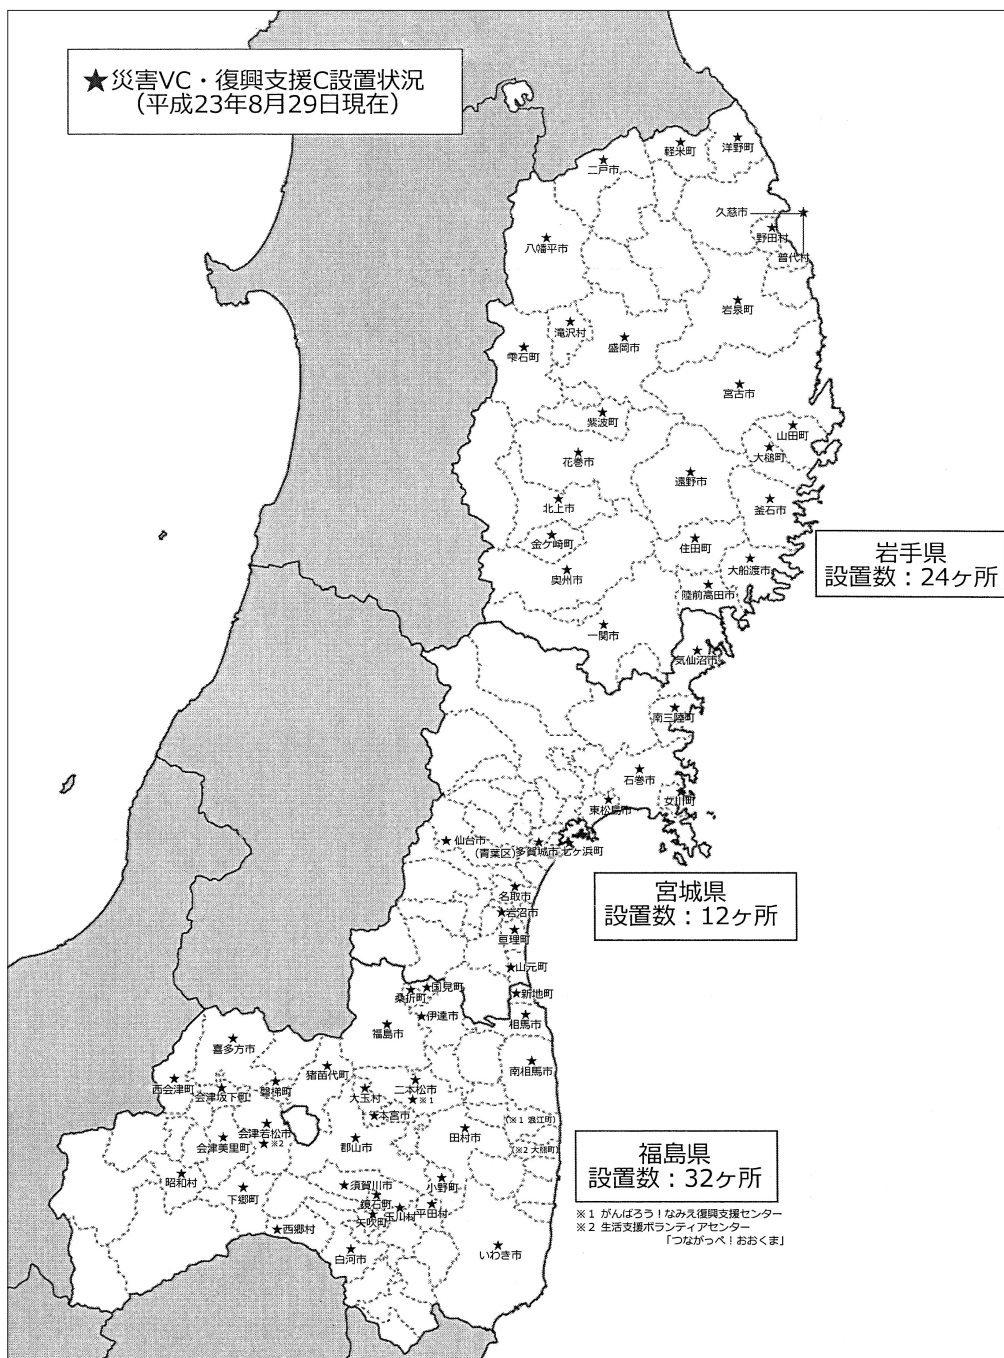 ★災害VC・復興支援C設置状況
(平成23年8月29日現在)
軽米町
洋野町
二戸市
久慈市
野田村
普代村
八幡平市
岩泉町
滝沢村
盛岡市
雫石町
宮古市
紫波町
山田町
大槌町
花巻市
遠野市
北上市
釜石市
金ケ崎町
住田町
大船渡市
奥州市
陸前高田市
一関市
岩手県
設置数：24ヶ所
気仙沼市
南三陸町
石巻市
東松島市
女川町
仙台市
(青葉区)
多賀城市
七ヶ浜町
名取市
岩沼市
亘理町
山元町
宮城県
設置数：12ヶ所
国見町
桑折町
新地町
伊達市
相馬市
福島市
喜多方市
南相馬市
猪苗代町
西会津町
会津坂下町
磐梯町
大玉村
二本松市
※1
本宮市
(※1 浪江町)
会津若松市
※2
会津美里町
郡山市
田村市
(※2 大熊町)
昭和村
下郷町
須賀川市
小野町
鏡石町
玉川村
平田村
矢吹町
西郷村
白河市
いわき市
福島県
設置数：32ヶ所
※1 がんばろう！なみえ復興支援センター
※2 生活支援ボランティアセンター
「つながっぺ！おおくま」